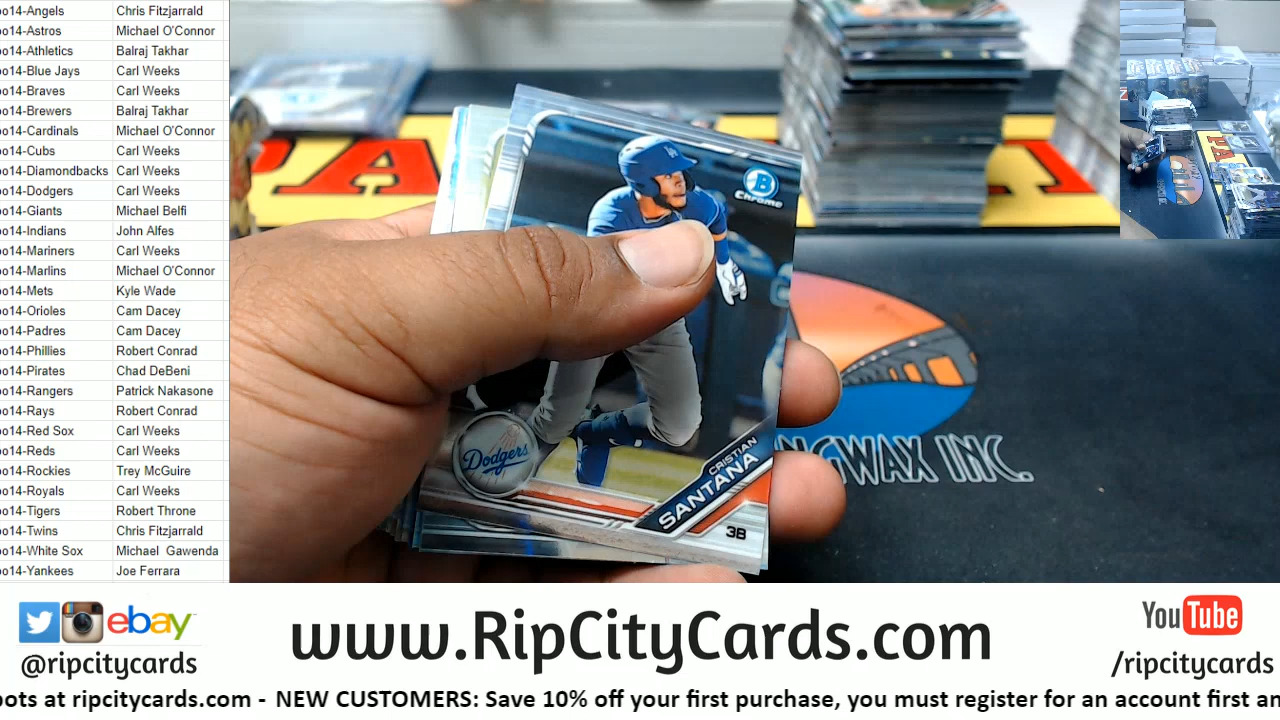 oo14-Angels Chris Fitzjarrald
oo14-Astros Michael O'Connor
oo14-Athletics Balraj Takhar
oo14-Blue Jays Carl Weeks
oo14-Braves Carl Weeks
oo14-Brewers Balraj Takhar
oo14-Cardinals Michael O'Connor
oo14-Cubs Carl Weeks
oo14-Diamondbacks Carl Weeks
oo14-Dodgers Carl Weeks
oo14-Giants Michael Belfi
oo14-Indians John Alfes
oo14-Mariners Carl Weeks
oo14-Marlins Michael O'Connor
oo14-Mets Kyle Wade
oo14-Orioles Cam Dacey
oo14-Padres Cam Dacey
oo14-Phillies Robert Conrad
oo14-Pirates Chad DeBeni
oo14-Rangers Patrick Nakasone
oo14-Rays Robert Conrad
oo14-Red Sox Carl Weeks
oo14-Reds Carl Weeks
oo14-Rockies Trey McGuire
oo14-Royals Carl Weeks
oo14-Tigers Robert Throne
oo14-Twins Chris Fitzjarrald
oo14-White Sox Michael Gawenda
oo14-Yankees Joe Ferrara
PA
B
Chrome
LA
Dodgers
CRISTIAN
SANTANA
3B
NGWAX INC.
ebay
@ripcitycards
www.RipCityCards.com
YouTube
/ripcitycards
pots at ripcitycards.com - NEW CUSTOMERS: Save 10% off your first purchase, you must register for an account first an